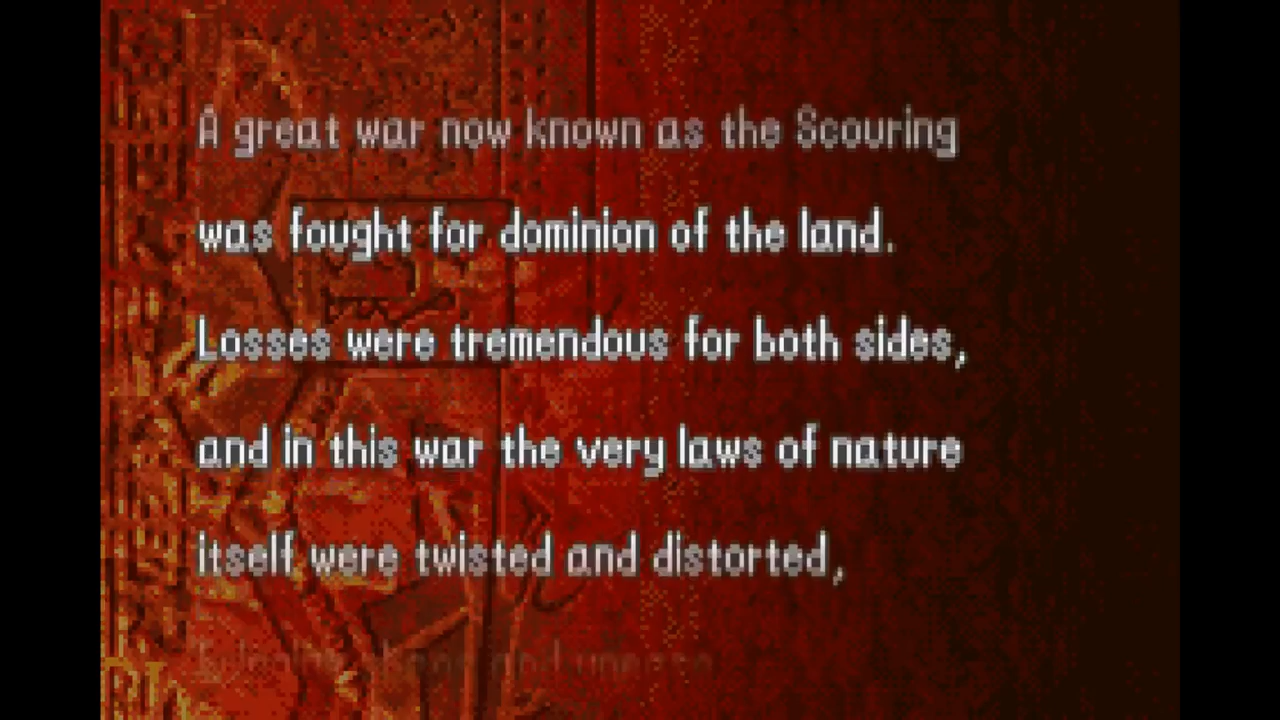 A great war now known as the Scouring
was fought for dominion of the land.
Losses were tremendous for both sides,
and in this war the very laws of nature
itself were twisted and distorted,